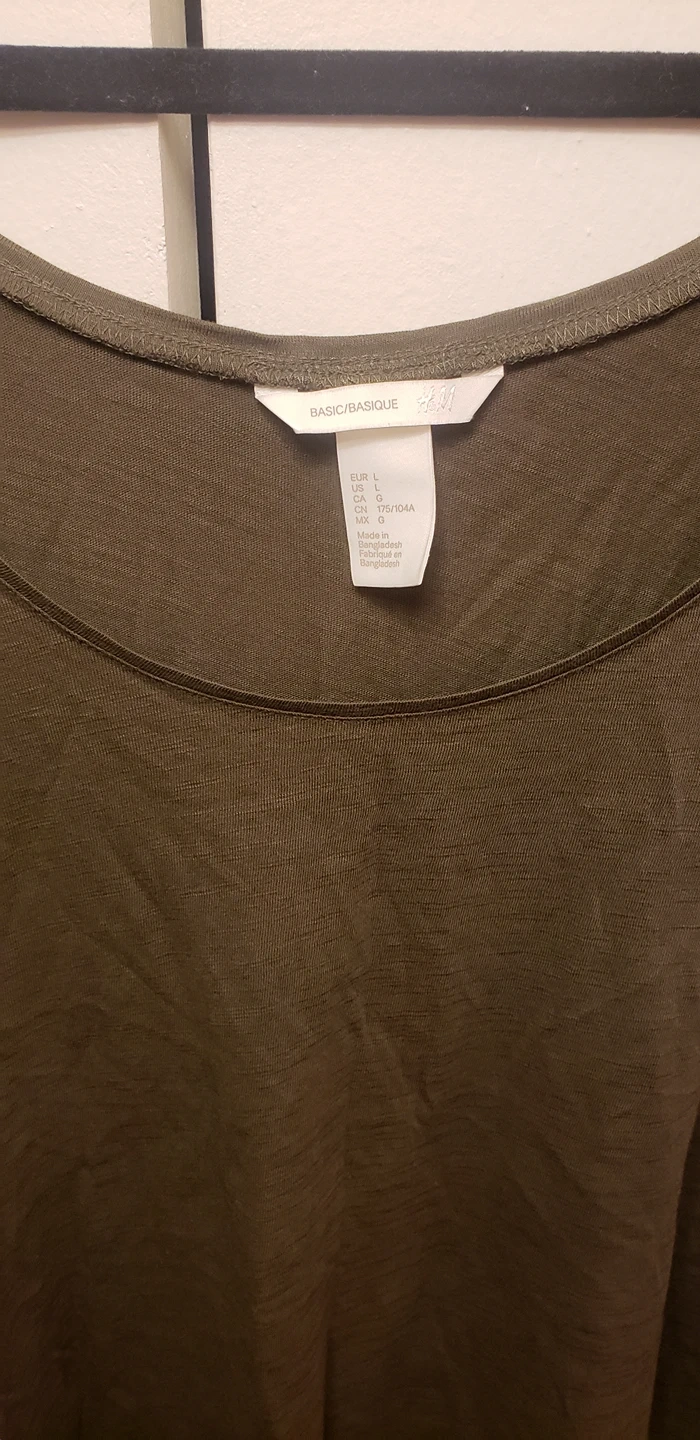 BASIC/BASIQUE H&M
EUR L
US L
CA G
CN 175/104A
MX G
Made in
Bangladesh
Fabriqué en
Bangladesh